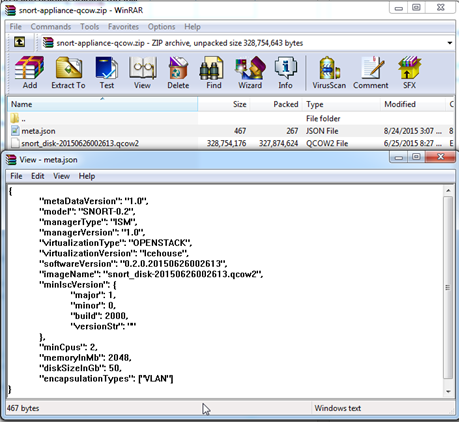 snort-appliance-qcow.zip - WinRAR
File Commands Tools Favorites Options Help
Add Extract To Test View Delete Find Wizard Info VirusScan Comment SFX
snort-appliance-qcow.zip - ZIP archive, unpacked size 328,754,643 bytes
Name Size Packed Type Modified C
.. File folder
meta.json 467 267 JSON File 8/24/2015 3:07 ... 8
snort_disk-20150626002613.qcow2 328,754,176 327,874,624 QCOW2 File 6/25/2015 8:27 ... E
View - meta.json
File Edit View Help
{
"metaDataVersion": "1.0",
"model": "SNORT-0.2",
"managerType": "ISM",
"managerVersion": "1.0",
"virtualizationType": "OPENSTACK",
"virtualizationVersion": "Icehouse",
"softwareVersion": "0.2.0.20150626002613",
"imageName": "snort_disk-20150626002613.qcow2",
"minIscVersion": {
"major": 1,
"minor": 0,
"build": 2000,
"versionStr": ""
},
"minCpus": 2,
"memoryInMb": 2048,
"diskSizeInGb": 50,
"encapsulationTypes": ["VLAN"]
}
467 bytes Windows text